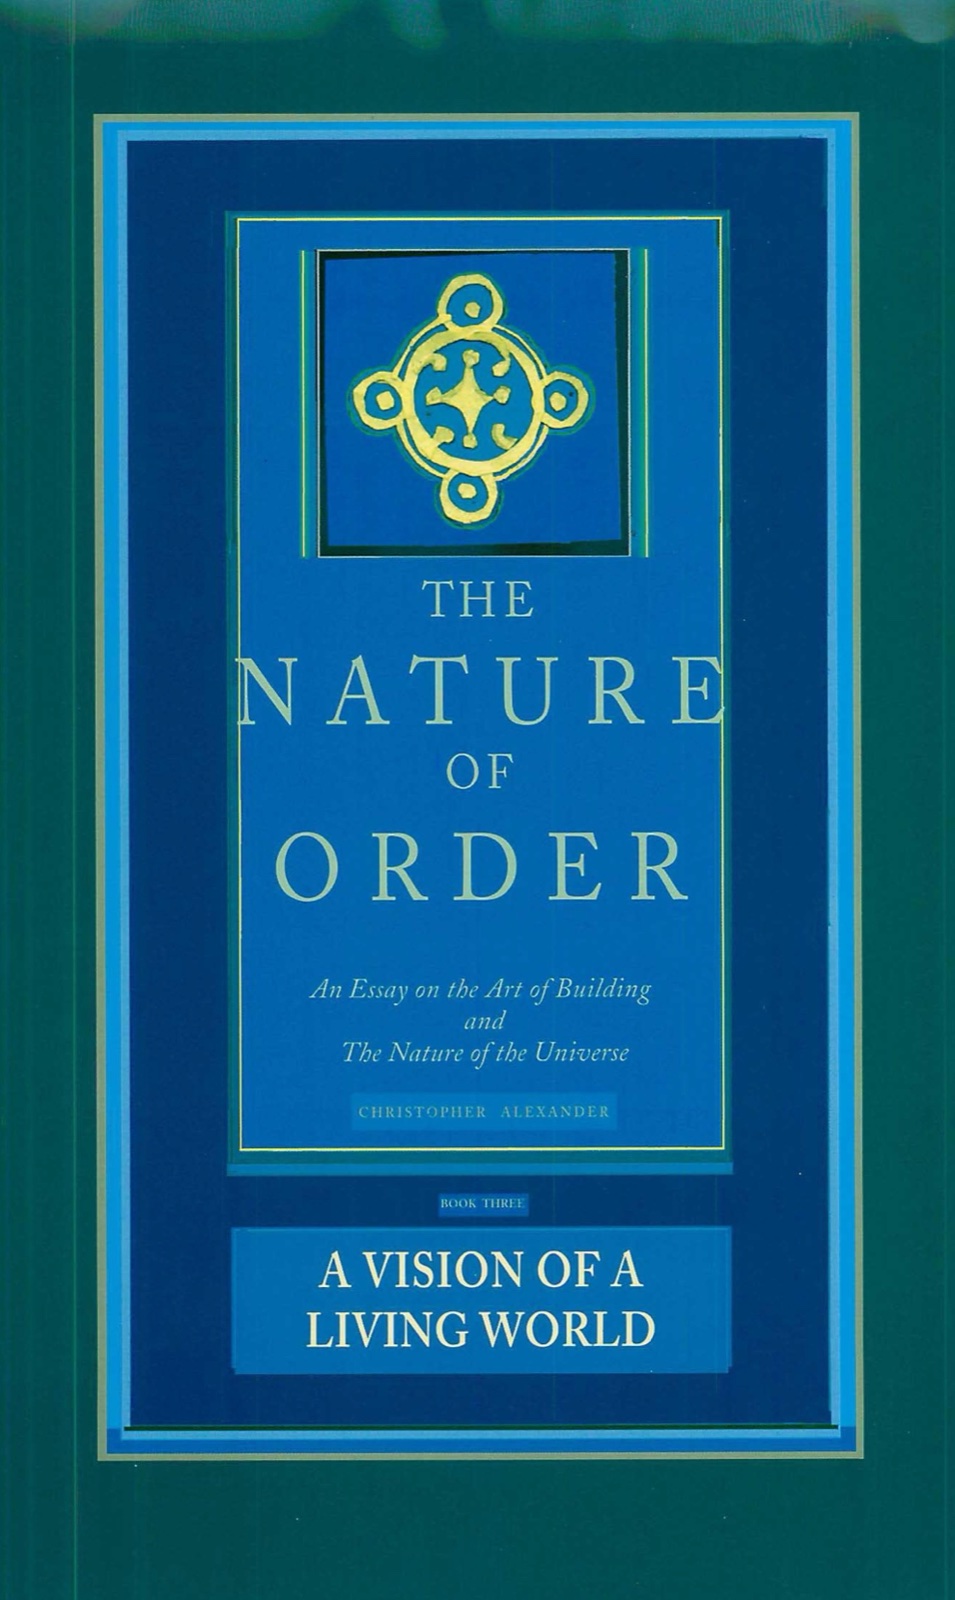 THE
NATURE
OF
ORDER
An Essay on the Art of Building
and
The Nature of the Universe
CHRISTOPHER ALEXANDER
BOOK THREE
A VISION OF A
LIVING WORLD